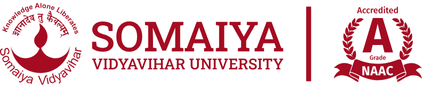 Knowledge Alone Liberates
ज्ञानादेव तु कैवल्यम्
Somaiya Vidyavihar
SOMAIYA
VIDYAVIHAR UNIVERSITY
Accredited
A
Grade
NAAC